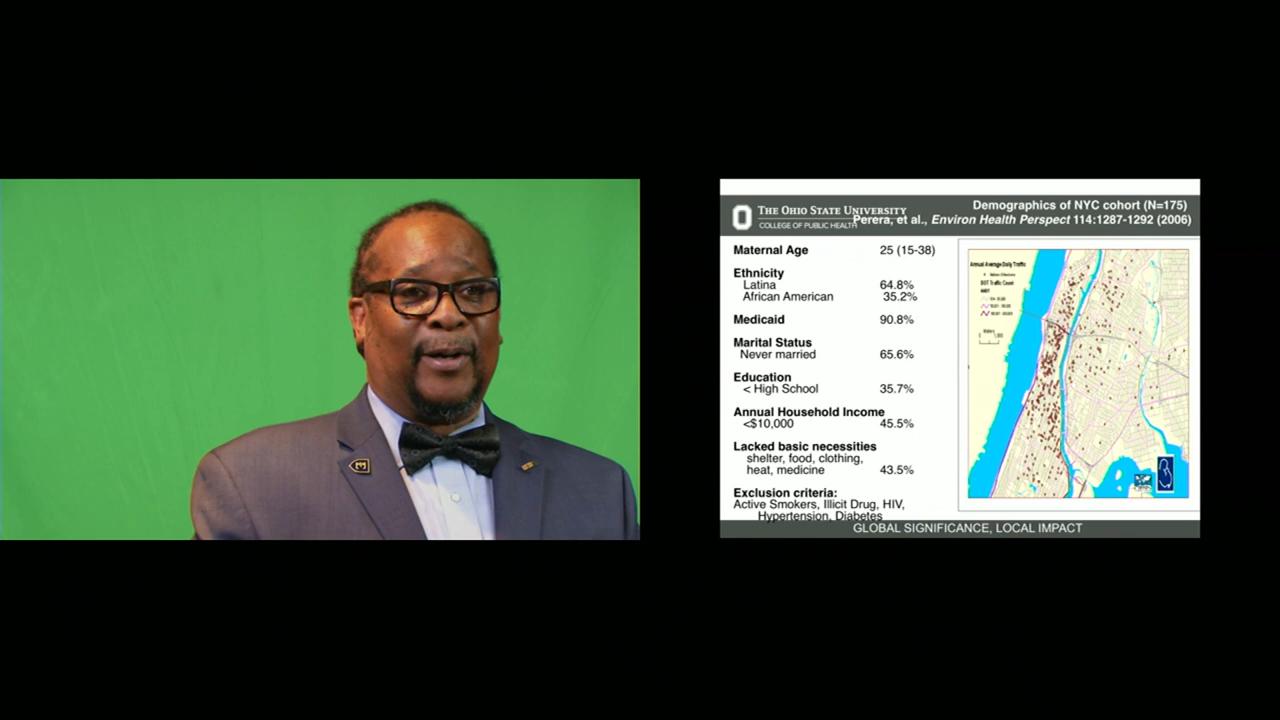 THE OHIO STATE UNIVERSITY
COLLEGE OF PUBLIC HEALTH
Demographics of NYC cohort (N=175)
Perera, et al., Environ Health Perspect 114:1287-1292 (2006)
Maternal Age 25 (15-38)
Ethnicity
Latina 64.8%
African American 35.2%
Medicaid 90.8%
Marital Status
Never married 65.6%
Education
< High School 35.7%
Annual Household Income
<$10,000 45.5%
Lacked basic necessities
shelter, food, clothing,
heat, medicine 43.5%
Exclusion criteria:
Active Smokers, Illicit Drug, HIV,
Hypertension, Diabetes
Annual Average Daily Traffic
DOT Traffic Count
GLOBAL SIGNIFICANCE, LOCAL IMPACT